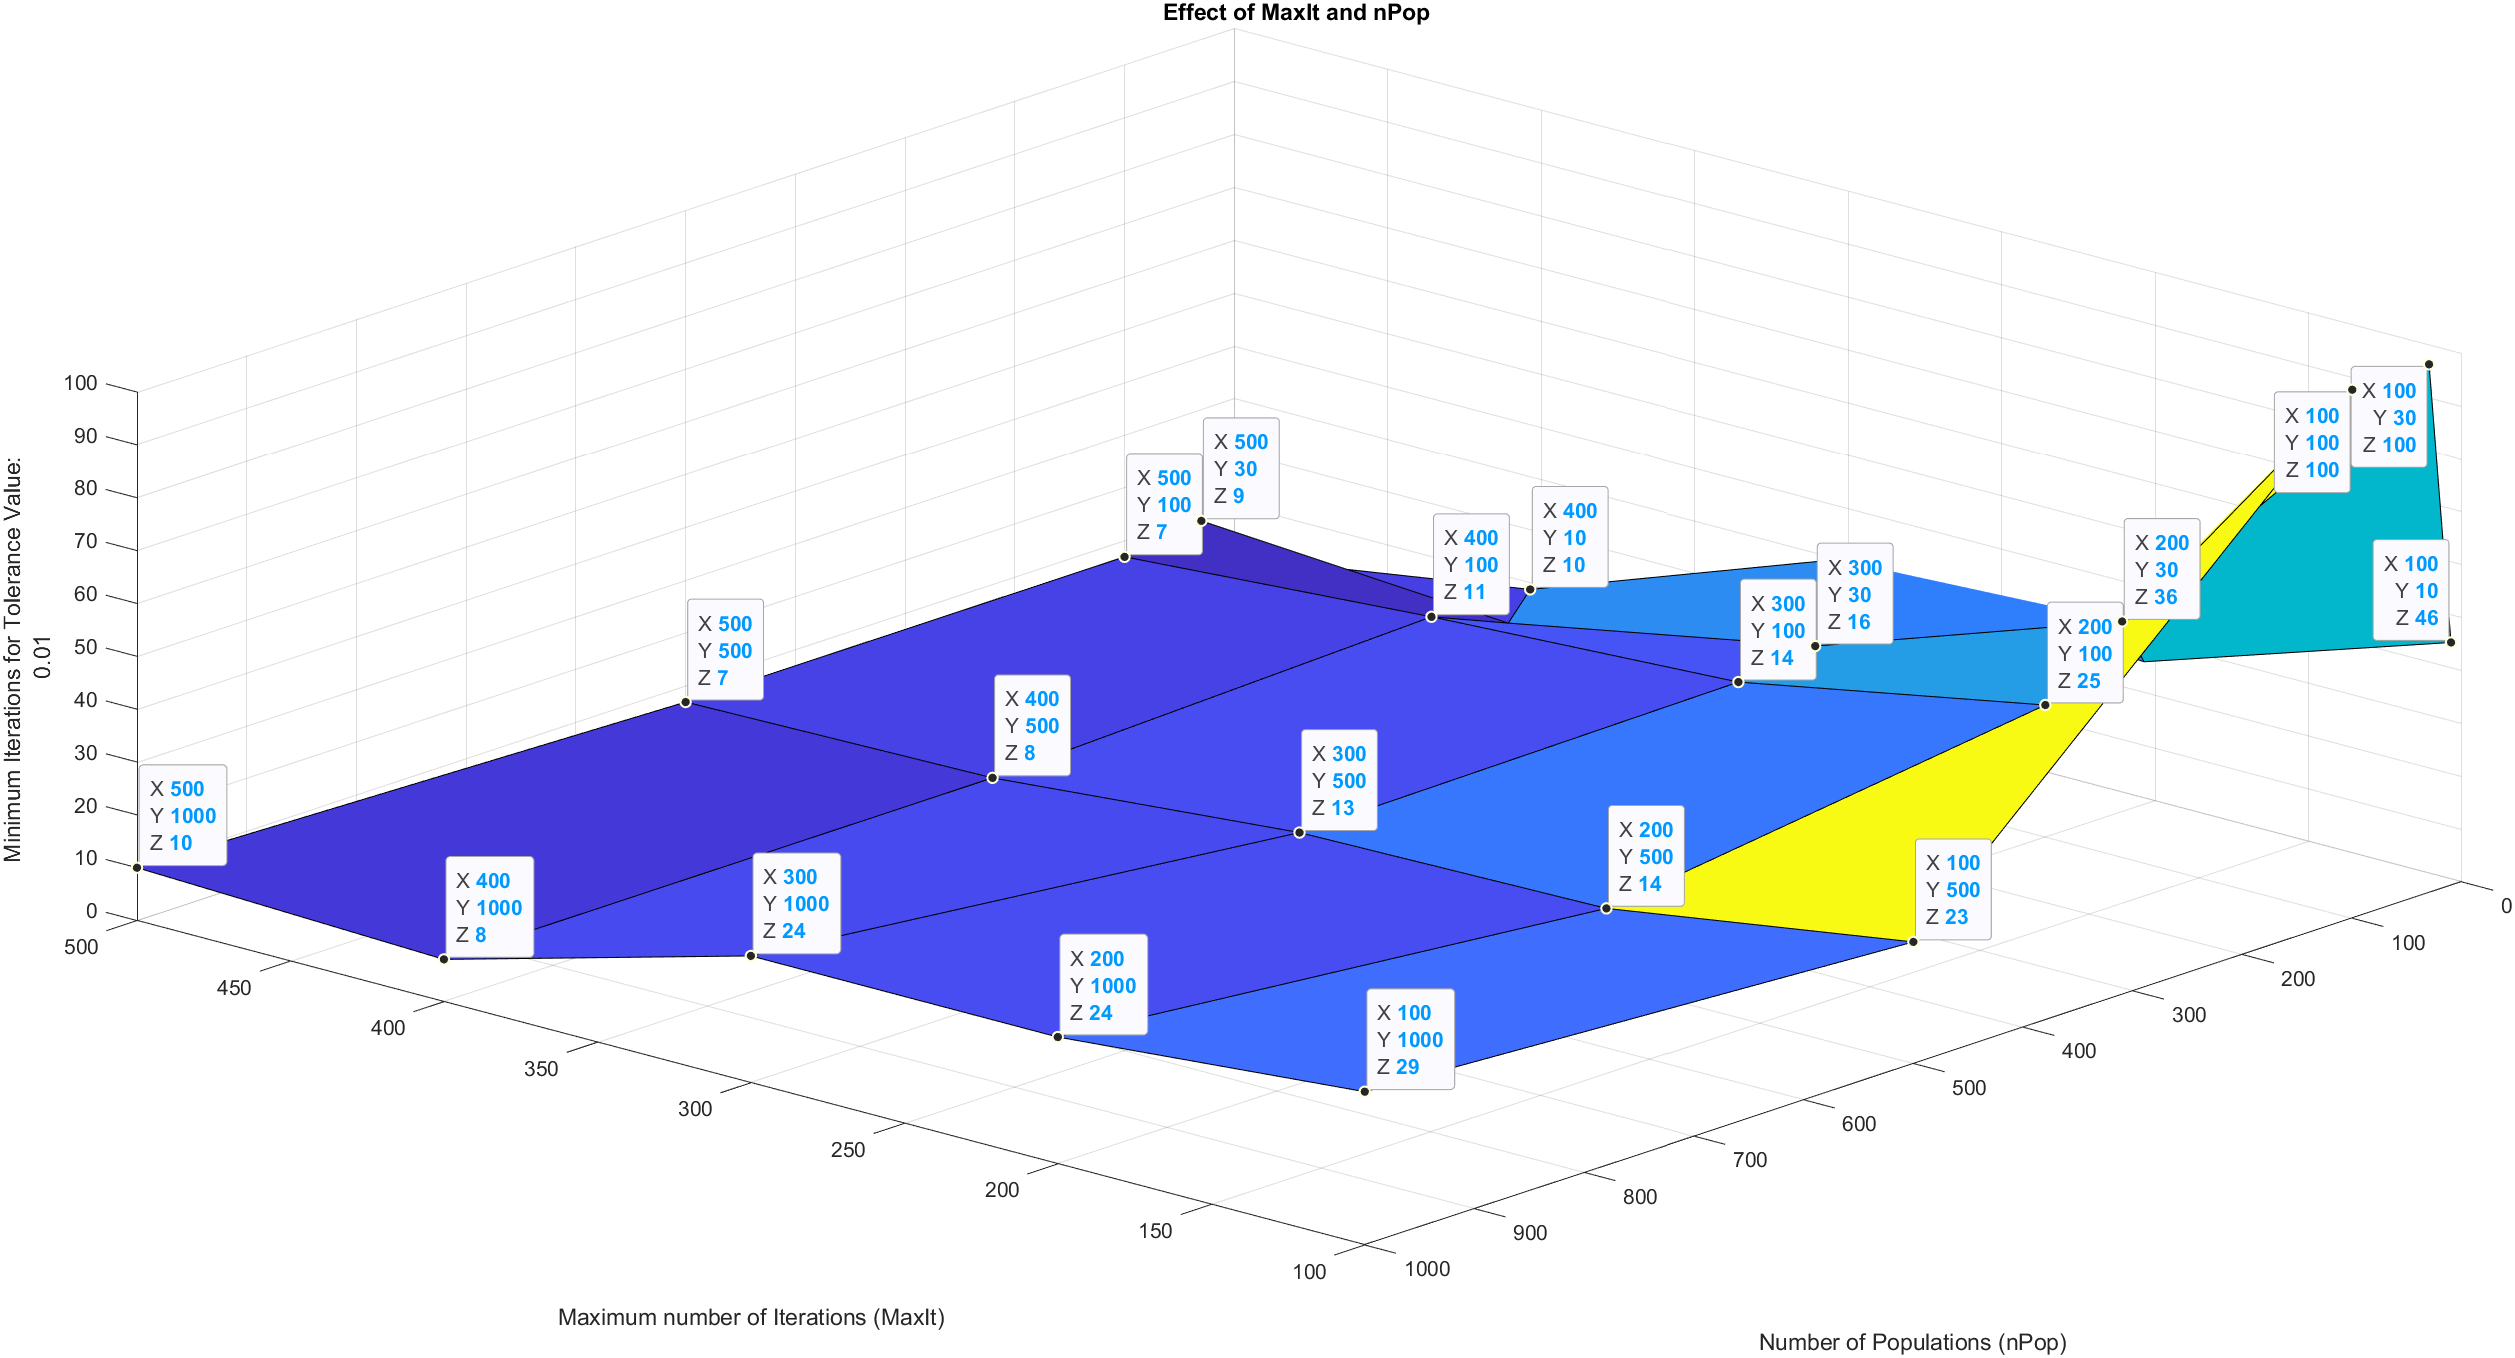 Effect of MaxIt and nPop
Minimum Iterations for Tolerance Value:
0.01
100
90
80
70
60
50
40
30
20
10
0
X 500
Y 30
Z 9
X 500
Y 100
Z 7
X 400
Y 10
Z 10
X 400
Y 100
Z 11
X 300
Y 30
Z 16
X 300
Y 100
Z 14
X 100
Y 30
Z 100
X 100
Y 100
Z 100
X 200
Y 30
Z 36
X 100
Y 10
Z 46
X 200
Y 100
Z 25
X 500
Y 500
Z 7
X 400
Y 500
Z 8
X 300
Y 500
Z 13
X 200
Y 500
Z 14
X 100
Y 500
Z 23
X 500
Y 1000
Z 10
X 400
Y 1000
Z 8
X 300
Y 1000
Z 24
X 200
Y 1000
Z 24
X 100
Y 1000
Z 29
500
450
400
350
300
250
200
150
100
0
100
200
300
400
500
600
700
800
900
1000
Maximum number of Iterations (MaxIt)
Number of Populations (nPop)